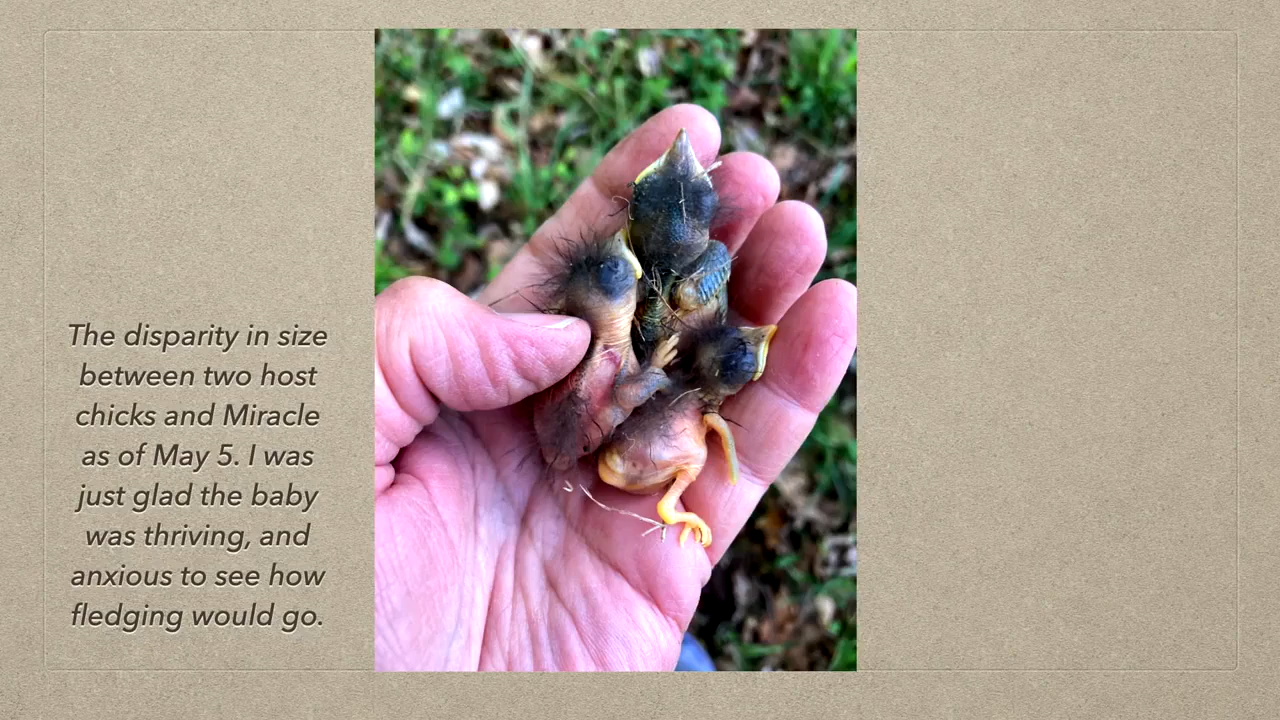 The disparity in size
between two host
chicks and Miracle
as of May 5. I was
just glad the baby
was thriving, and
anxious to see how
fledging would go.